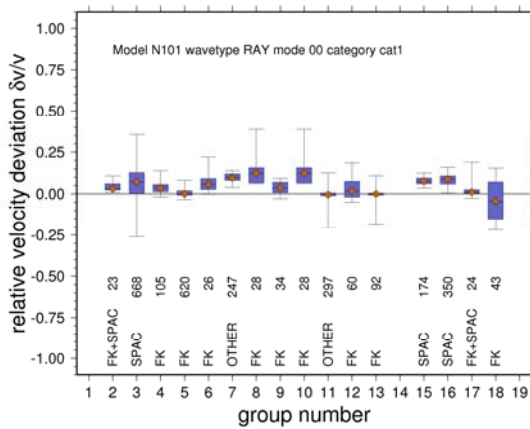 1.00
0.75
0.50
0.25
0.00
-0.25
-0.50
-0.75
-1.00
relative velocity deviation δv/v
Model N101 wavetype RAY mode 00 category cat1
23
668
105
620
26
247
28
34
28
297
60
92
174
350
24
43
FK+SPAC
SPAC
FK
FK
FK
OTHER
FK
FK
FK
OTHER
FK
FK
SPAC
SPAC
FK+SPAC
FK
1 2 3 4 5 6 7 8 9 10 11 12 13 14 15 16 17 18 19
group number